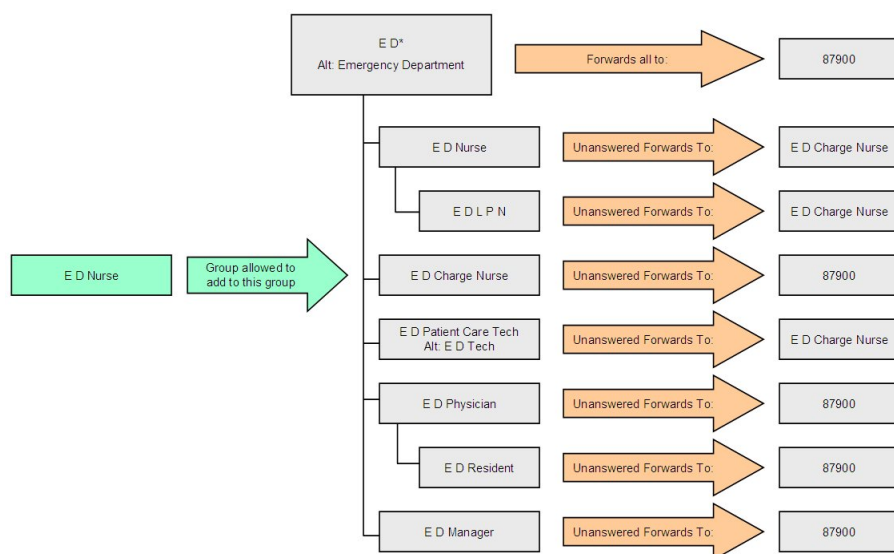 E D*
Alt: Emergency Department
Forwards all to:
87900
E D Nurse
Unanswered Forwards To:
E D Charge Nurse
E D L P N
Unanswered Forwards To:
E D Charge Nurse
E D Nurse
Group allowed to
add to this group
E D Charge Nurse
Unanswered Forwards To:
87900
E D Patient Care Tech
Alt: E D Tech
Unanswered Forwards To:
E D Charge Nurse
E D Physician
Unanswered Forwards To:
87900
E D Resident
Unanswered Forwards To:
87900
E D Manager
Unanswered Forwards To:
87900